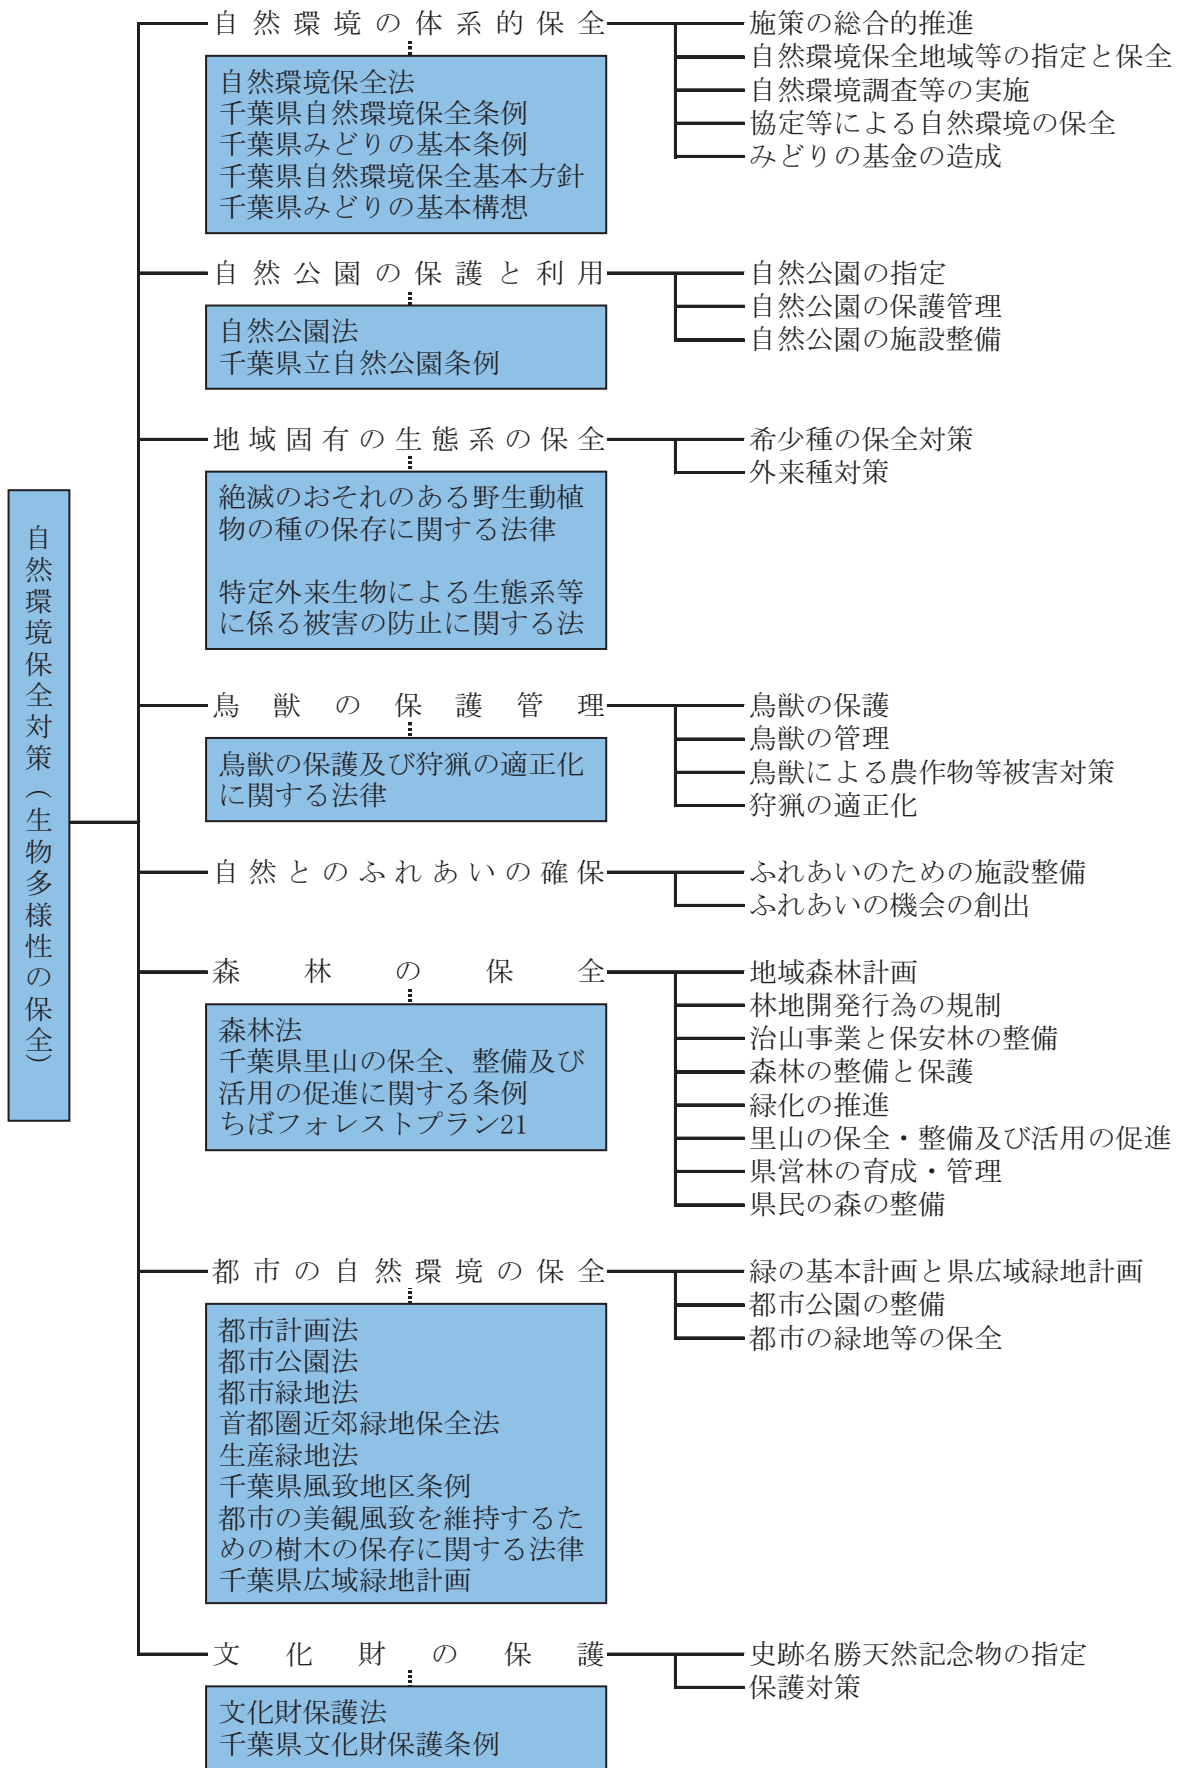 自然環境保全対策（生物多様性の保全）
自然環境の体系的保全
自然環境保全法
千葉県自然環境保全条例
千葉県みどりの基本条例
千葉県自然環境保全基本方針
千葉県みどりの基本構想
施策の総合的推進
自然環境保全地域等の指定と保全
自然環境調査等の実施
協定等による自然環境の保全
みどりの基金の造成
自然公園の保護と利用
自然公園法
千葉県立自然公園条例
自然公園の指定
自然公園の保護管理
自然公園の施設整備
地域固有の生態系の保全
絶滅のおそれのある野生動植
物の種の保存に関する法律
特定外来生物による生態系等
に係る被害の防止に関する法
希少種の保全対策
外来種対策
鳥獣の保護管理
鳥獣の保護及び狩猟の適正化
に関する法律
鳥獣の保護
鳥獣の管理
鳥獣による農作物等被害対策
狩猟の適正化
自然とのふれあいの確保
ふれあいのための施設整備
ふれあいの機会の創出
森林の保全
森林法
千葉県里山の保全、整備及び
活用の促進に関する条例
ちばフォレストプラン21
地域森林計画
林地開発行為の規制
治山事業と保安林の整備
森林の整備と保護
緑化の推進
里山の保全・整備及び活用の促進
県営林の育成・管理
県民の森の整備
都市の自然環境の保全
都市計画法
都市公園法
都市緑地法
首都圏近郊緑地保全法
生産緑地法
千葉県風致地区条例
都市の美観風致を維持するた
めの樹木の保存に関する法律
千葉県広域緑地計画
緑の基本計画と県広域緑地計画
都市公園の整備
都市の緑地等の保全
文化財の保護
文化財保護法
千葉県文化財保護条例
史跡名勝天然記念物の指定
保護対策